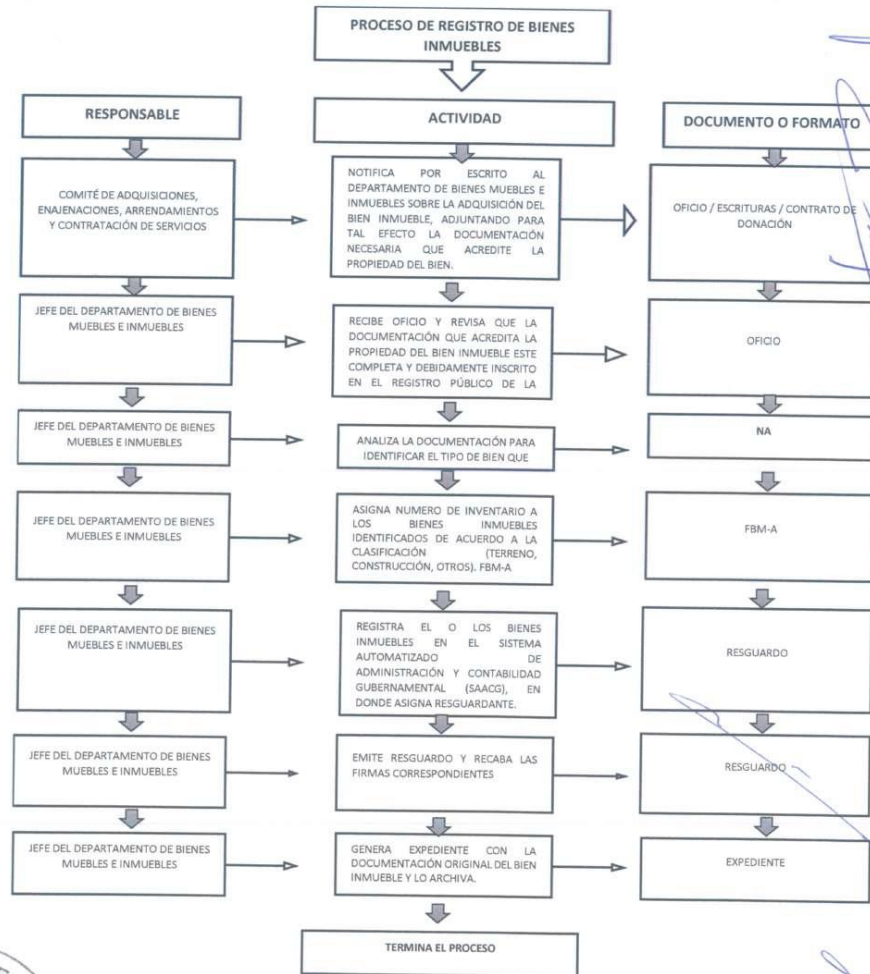 PROCESO DE REGISTRO DE BIENES
INMUEBLES
RESPONSABLE
ACTIVIDAD
DOCUMENTO O FORMATO
COMITÉ DE ADQUISICIONES,
ENAJENACIONES, ARRENDAMIENTOS
Y CONTRATACIÓN DE SERVICIOS
NOTIFICA POR ESCRITO AL
DEPARTAMENTO DE BIENES MUEBLES E
INMUEBLES SOBRE LA ADQUISICIÓN DEL
BIEN INMUEBLE, ADJUNTANDO PARA
TAL EFECTO LA DOCUMENTACIÓN
NECESARIA QUE ACREDITE LA
PROPIEDAD DEL BIEN.
OFICIO / ESCRITURAS / CONTRATO DE
DONACIÓN
JEFE DEL DEPARTAMENTO DE BIENES
MUEBLES E INMUEBLES
RECIBE OFICIO Y REVISA QUE LA
DOCUMENTACIÓN QUE ACREDITA LA
PROPIEDAD DEL BIEN INMUEBLE ESTE
COMPLETA Y DEBIDAMENTE INSCRITO
EN EL REGISTRO PÚBLICO DE LA
OFICIO
JEFE DEL DEPARTAMENTO DE BIENES
MUEBLES E INMUEBLES
ANALIZA LA DOCUMENTACIÓN PARA
IDENTIFICAR EL TIPO DE BIEN QUE
NA
JEFE DEL DEPARTAMENTO DE BIENES
MUEBLES E INMUEBLES
ASIGNA NUMERO DE INVENTARIO A
LOS BIENES INMUEBLES
IDENTIFICADOS DE ACUERDO A LA
CLASIFICACIÓN (TERRENO,
CONSTRUCCIÓN, OTROS). FBM-A
FBM-A
JEFE DEL DEPARTAMENTO DE BIENES
MUEBLES E INMUEBLES
REGISTRA EL O LOS BIENES
INMUEBLES EN EL SISTEMA
AUTOMATIZADO DE
ADMINISTRACIÓN Y CONTABILIDAD
GUBERNAMENTAL (SAACG), EN
DONDE ASIGNA RESGUARDANTE.
RESGUARDO
JEFE DEL DEPARTAMENTO DE BIENES
MUEBLES E INMUEBLES
EMITE RESGUARDO Y RECABA LAS
FIRMAS CORRESPONDIENTES
RESGUARDO
JEFE DEL DEPARTAMENTO DE BIENES
MUEBLES E INMUEBLES
GENERA EXPEDIENTE CON LA
DOCUMENTACIÓN ORIGINAL DEL BIEN
INMUEBLE Y LO ARCHIVA.
EXPEDIENTE
TERMINA EL PROCESO